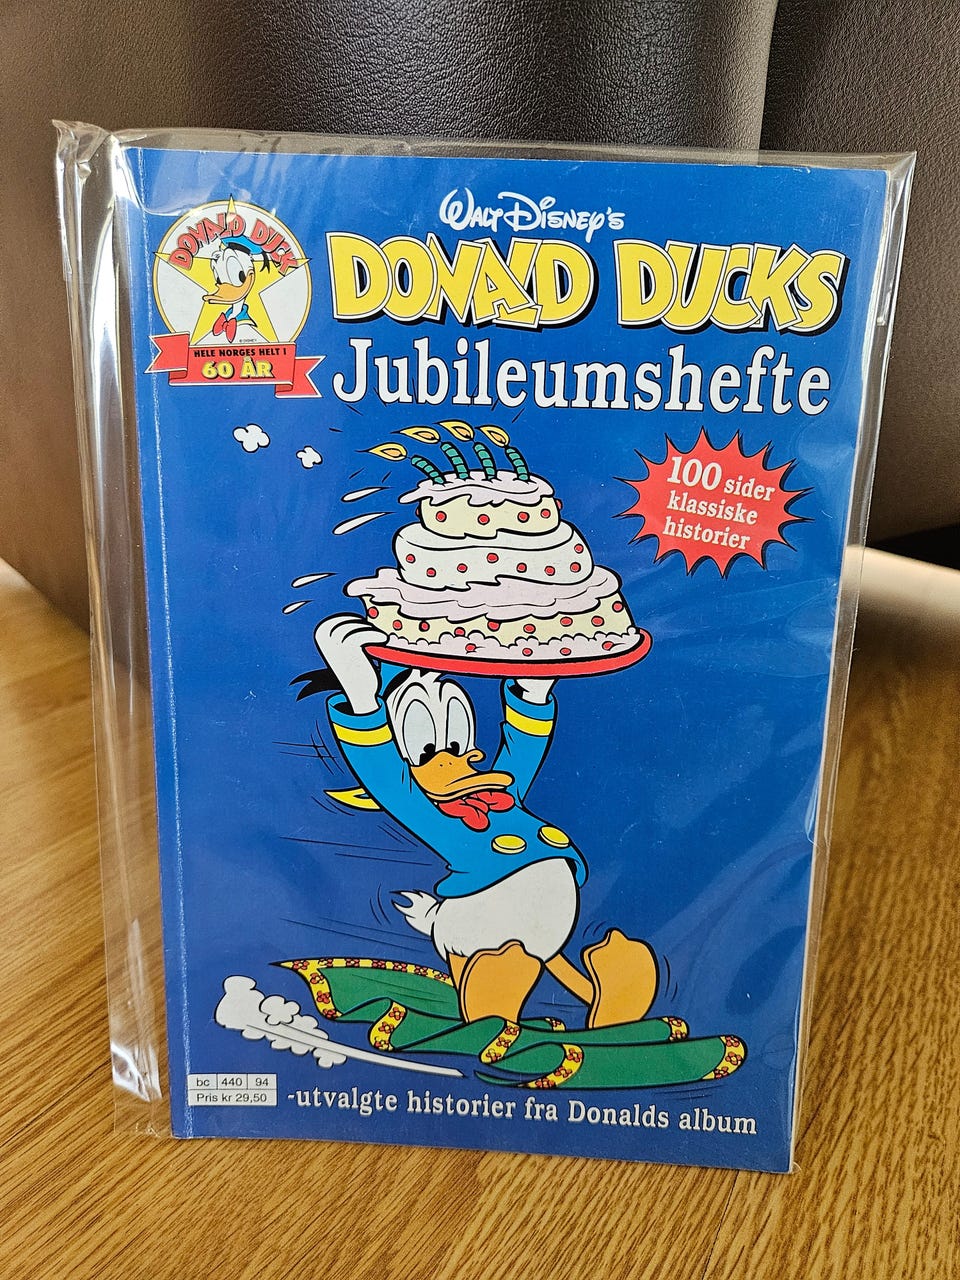 WALT DISNEY'S
DONALD DUCKS
Jubileumshefte
DONALD DUCK
© DISNEY
HELE NORGES HELT I
60 ÅR
100 sider
klassiske
historier
bc 440 94
Pris kr 29,50
-utvalgte historier fra Donalds album